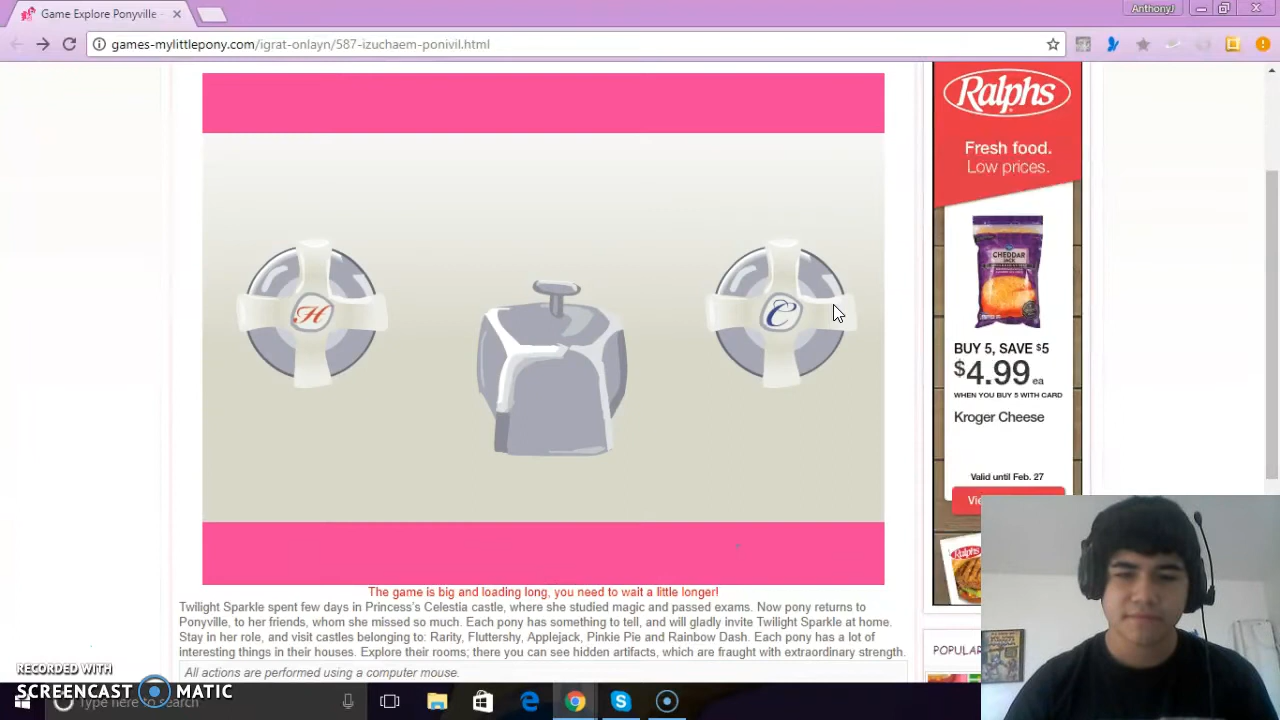 Game Explore Ponyville -
AnthonyJ
games-mylittlepony.com/igrat-onlayn/587-izuchaem-ponivil.html
H
C
Ralphs
Fresh food.
Low prices.
CHEDDAR
JACK
BUY 5, SAVE $5
$4.99 ea
WHEN YOU BUY 5 WITH CARD
Kroger Cheese
Valid until Feb. 27
Ralphs
The game is big and loading long, you need to wait a little longer!
Twilight Sparkle spent few days in Princess's Celestia castle, where she studied magic and passed exams. Now pony returns to
Ponyville, to her friends, whom she missed so much. Each pony has something to tell, and will gladly invite Twilight Sparkle at home.
Stay in her role, and visit castles belonging to: Rarity, Fluttershy, Applejack, Pinkie Pie and Rainbow Dash. Each pony has a lot of
interesting things in their houses. Explore their rooms; there you can see hidden artifacts, which are fraught with extraordinary strength.
All actions are performed using a computer mouse.
POPULAR
RECORDED WITH
SCREENCAST MATIC
Type here to search